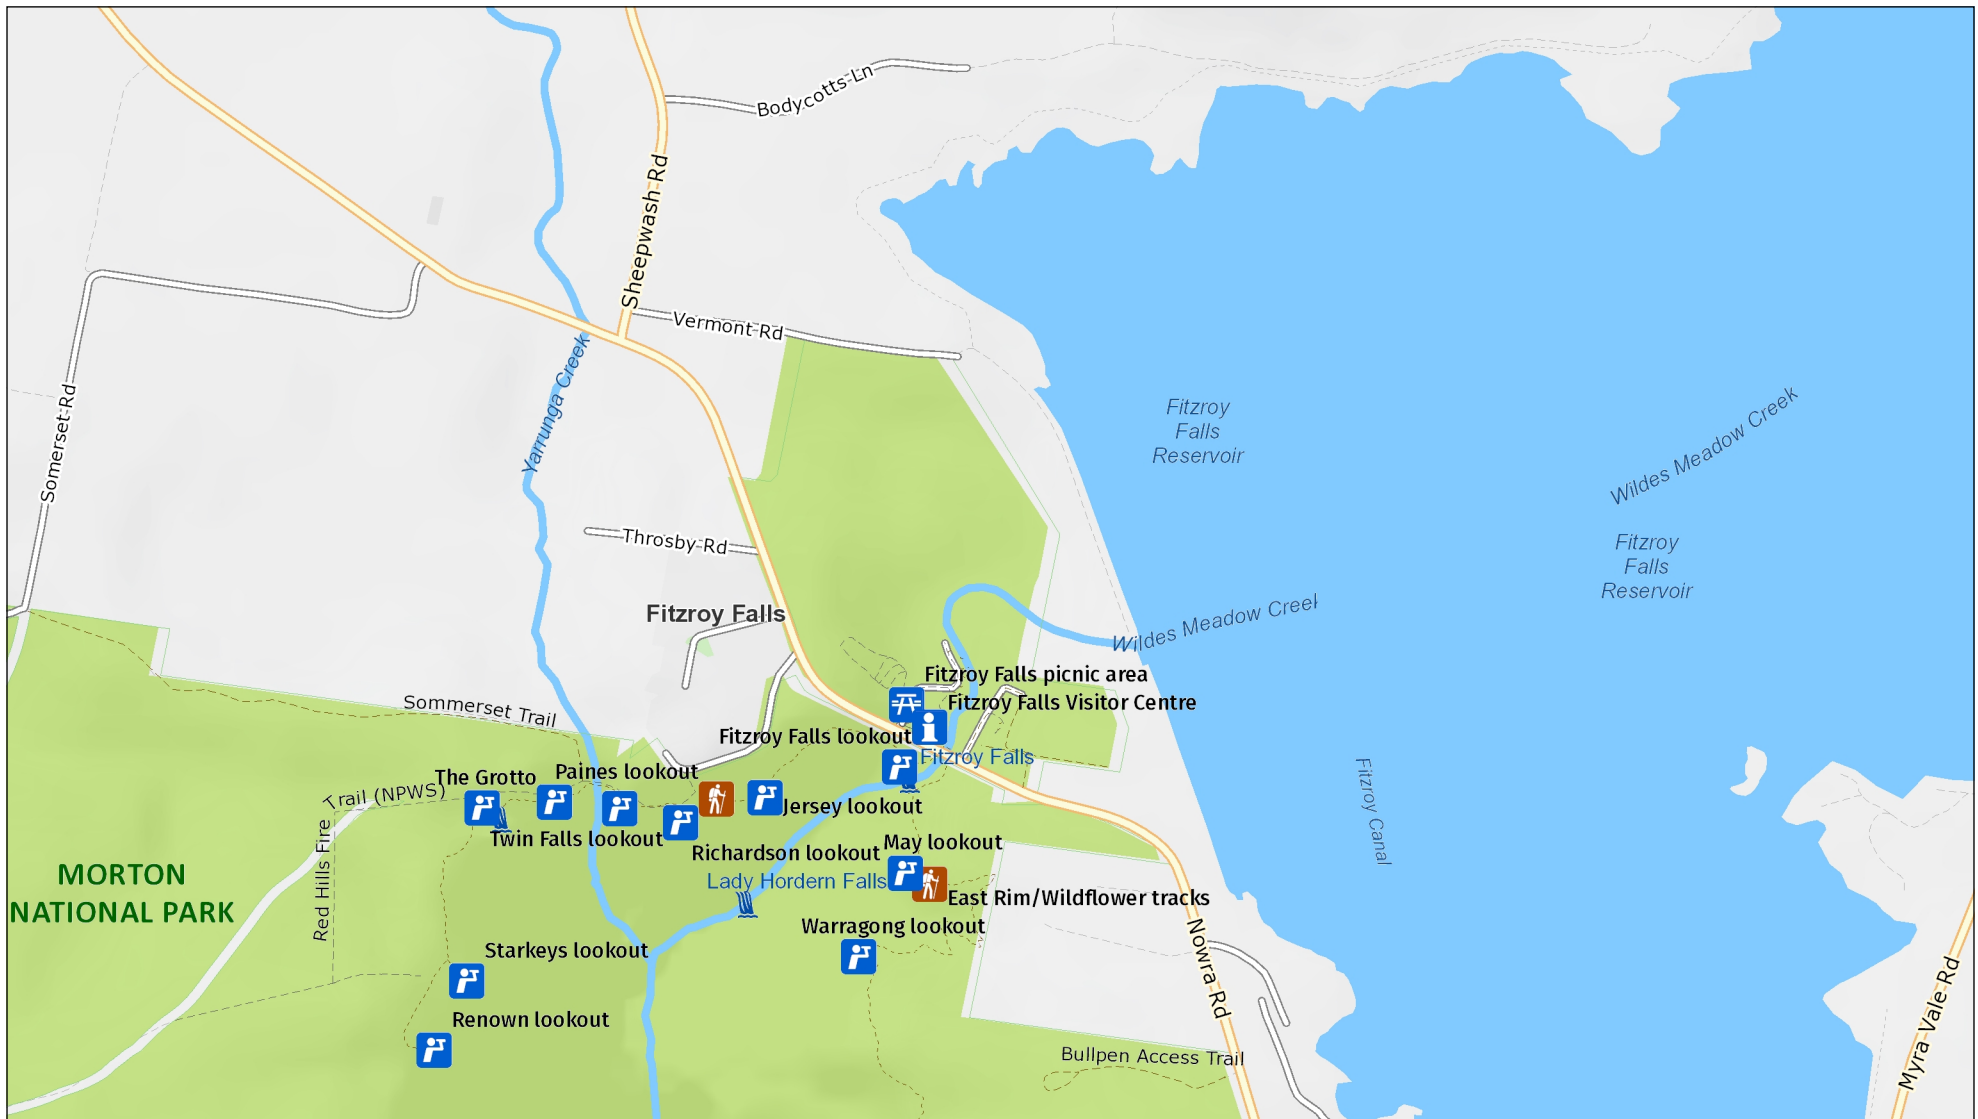 Bodycotts Ln
Sheepwash Rd
Vermont Rd
Yarrunga Creek
Somerset Rd
Fitzroy
Falls
Reservoir
Wildes Meadow Creek
Fitzroy
Falls
Reservoir
Throsby Rd
Fitzroy Falls
Wildes Meadow Creek
Fitzroy Falls picnic area
Fitzroy Falls Visitor Centre
Sommerset Trail
Fitzroy Falls lookout
Fitzroy Falls
The Grotto
Paines lookout
Trail (NPWS)
Red Hills Fire
Jersey lookout
Twin Falls lookout
Richardson lookout
May lookout
Fitzroy Canal
MORTON
NATIONAL PARK
Lady Hordern Falls
East Rim/Wildflower tracks
Warragong lookout
Starkeys lookout
Nowra Rd
Renown lookout
Bullpen Access Trail
Myra Vale Rd